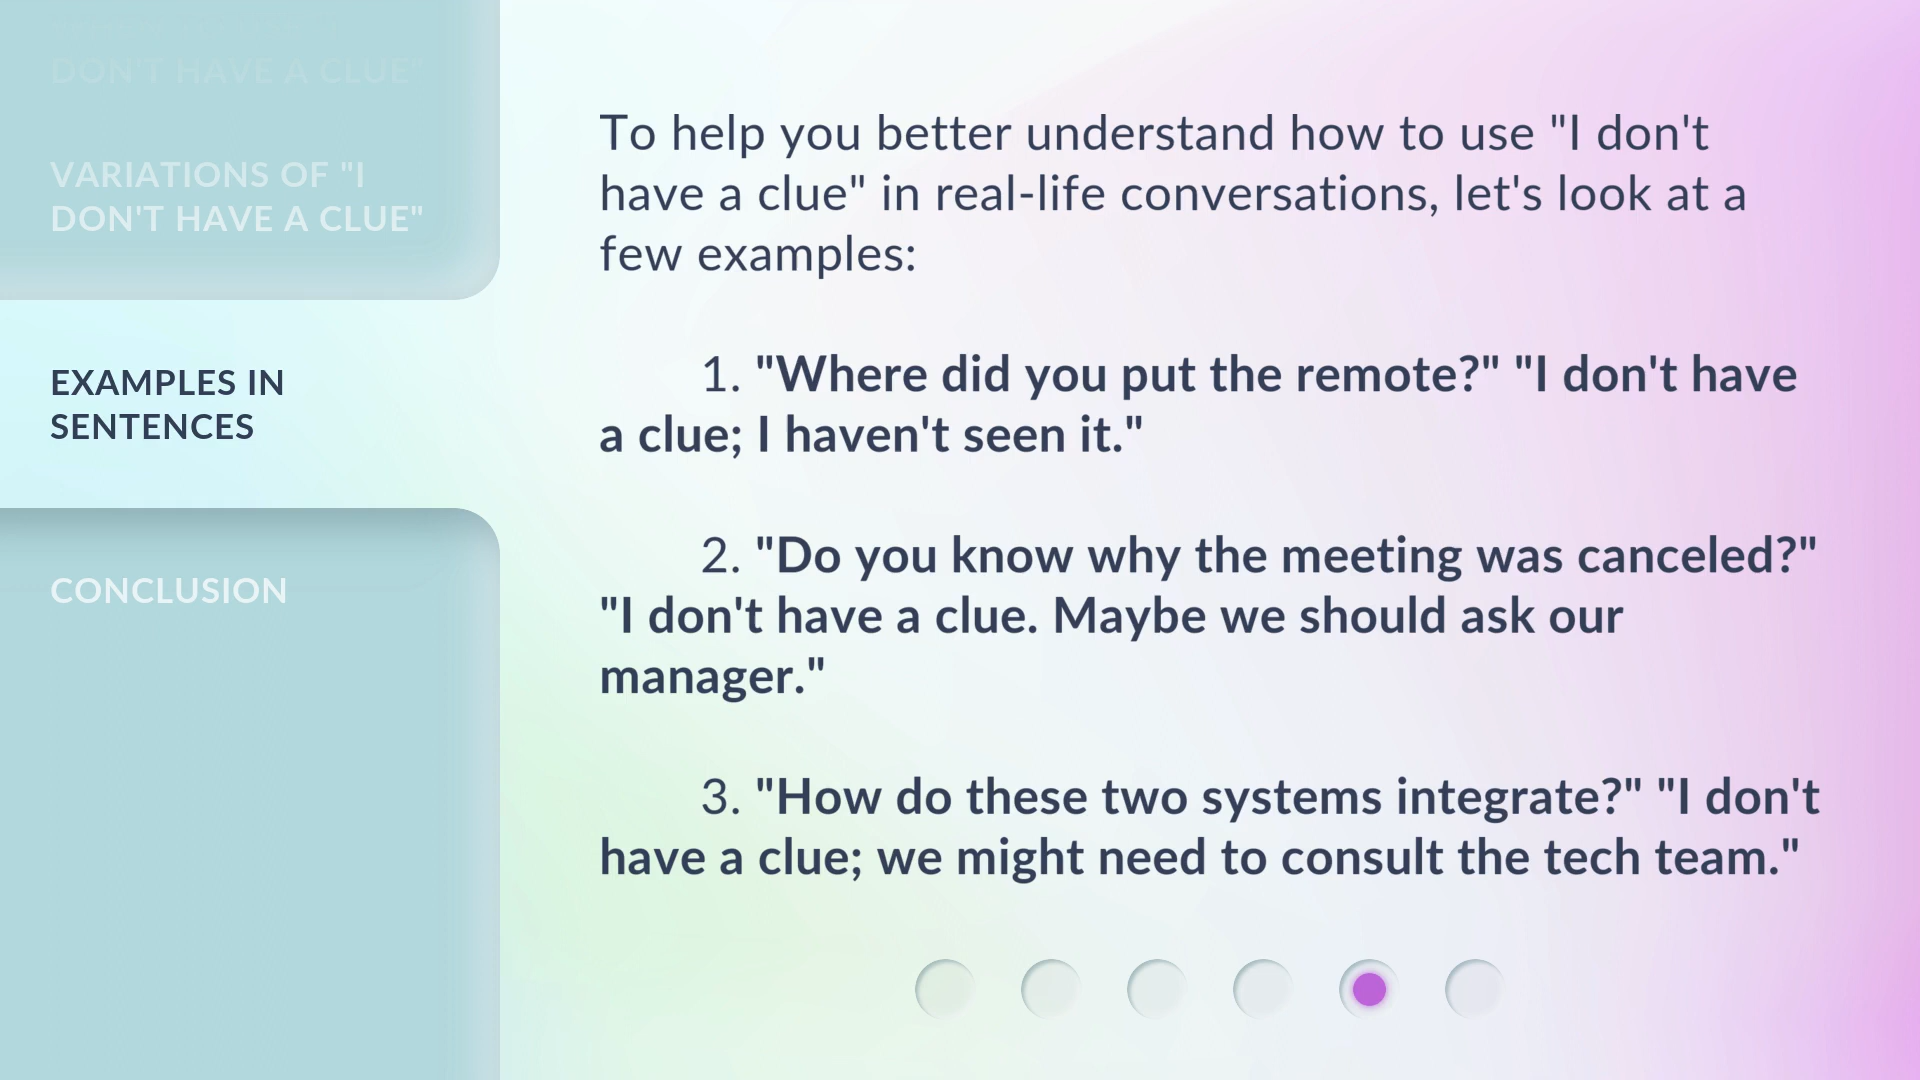 DON'T HAVE A CLUE"
VARIATIONS OF "I
DON'T HAVE A CLUE"
EXAMPLES IN
SENTENCES
CONCLUSION
To help you better understand how to use "I don't
have a clue" in real-life conversations, let's look at a
few examples:
1. "Where did you put the remote?" "I don't have
a clue; I haven't seen it."
2. "Do you know why the meeting was canceled?"
"I don't have a clue. Maybe we should ask our
manager."
3. "How do these two systems integrate?" "I don't
have a clue; we might need to consult the tech team."